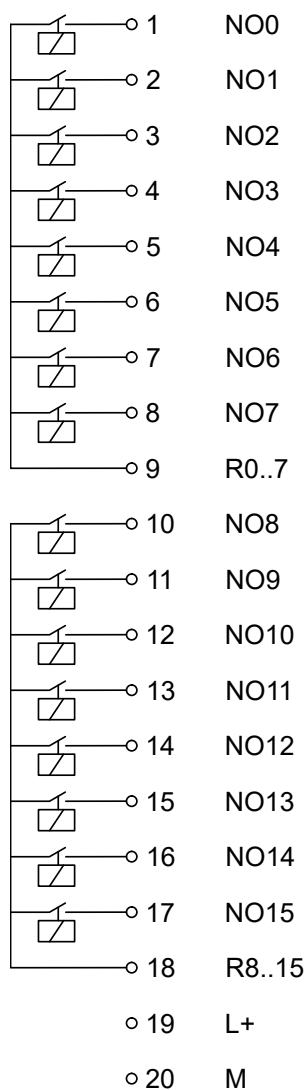 1 NO0
2 NO1
3 NO2
4 NO3
5 NO4
6 NO5
7 NO6
8 NO7
9 R0..7
10 NO8
11 NO9
12 NO10
13 NO11
14 NO12
15 NO13
16 NO14
17 NO15
18 R8..15
19 L+
20 M